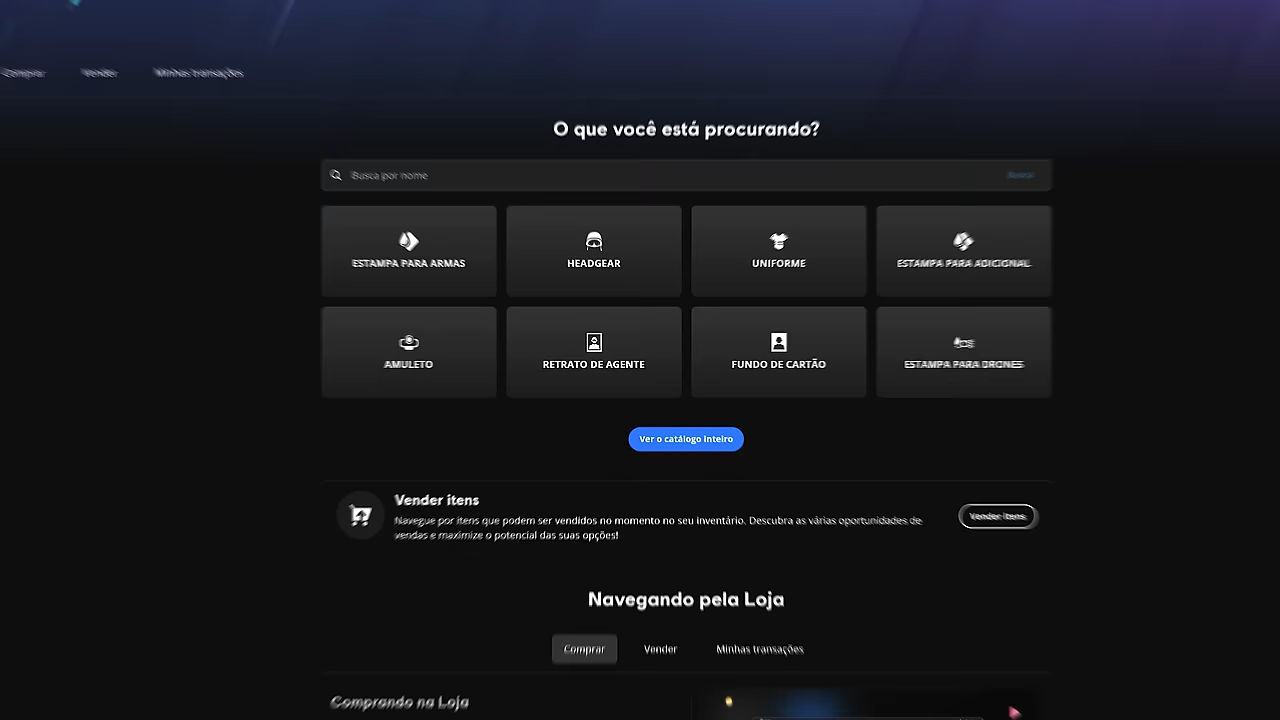 Comprar
Vender
Minhas transações
O que você está procurando?
Busca por nome
Buscar
ESTAMPA PARA ARMAS
HEADGEAR
UNIFORME
ESTAMPA PARA ADICIONAL
AMULETO
RETRATO DE AGENTE
FUNDO DE CARTÃO
ESTAMPA PARA DRONES
Ver o catálogo inteiro
Vender itens
Navegue por itens que podem ser vendidos no momento no seu inventário. Descubra as várias oportunidades de
vendas e maximize o potencial das suas opções!
Vender itens
Navegando pela Loja
Comprar
Vender
Minhas transações
Comprando na Loja